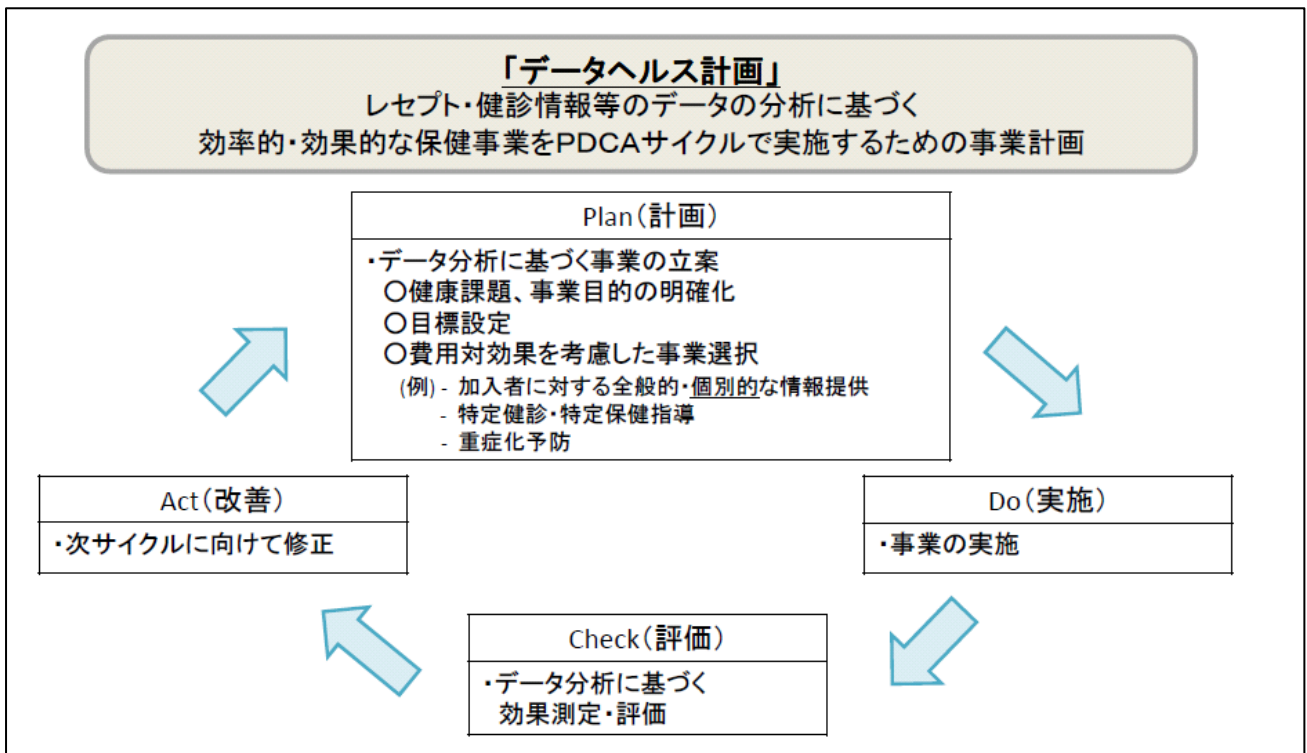 「データヘルス計画」
レセプト・健診情報等のデータの分析に基づく
効率的・効果的な保健事業をPDCAサイクルで実施するための事業計画
Plan(計画)
・データ分析に基づく事業の立案
○健康課題、事業目的の明確化
○目標設定
○費用対効果を考慮した事業選択
(例) - 加入者に対する全般的・個別的な情報提供
- 特定健診・特定保健指導
- 重症化予防
Act(改善)
・次サイクルに向けて修正
Do(実施)
・事業の実施
Check(評価)
・データ分析に基づく
効果測定・評価